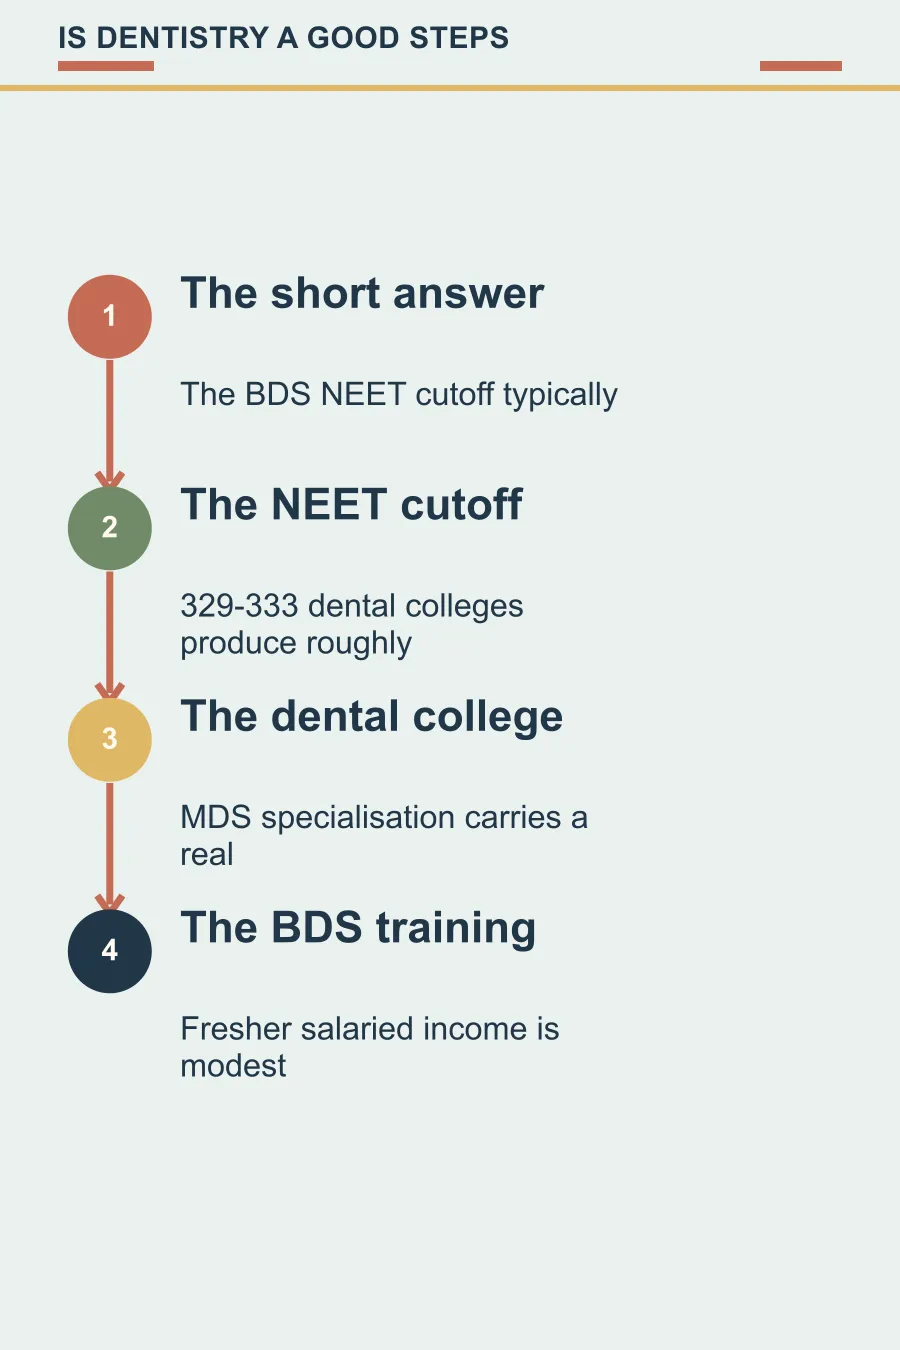 IS DENTISTRY A GOOD STEPS
1
The short answer
The BDS NEET cutoff typically
2
The NEET cutoff
329-333 dental colleges
produce roughly
3
The dental college
MDS specialisation carries a
real
4
The BDS training
Fresher salaried income is
modest